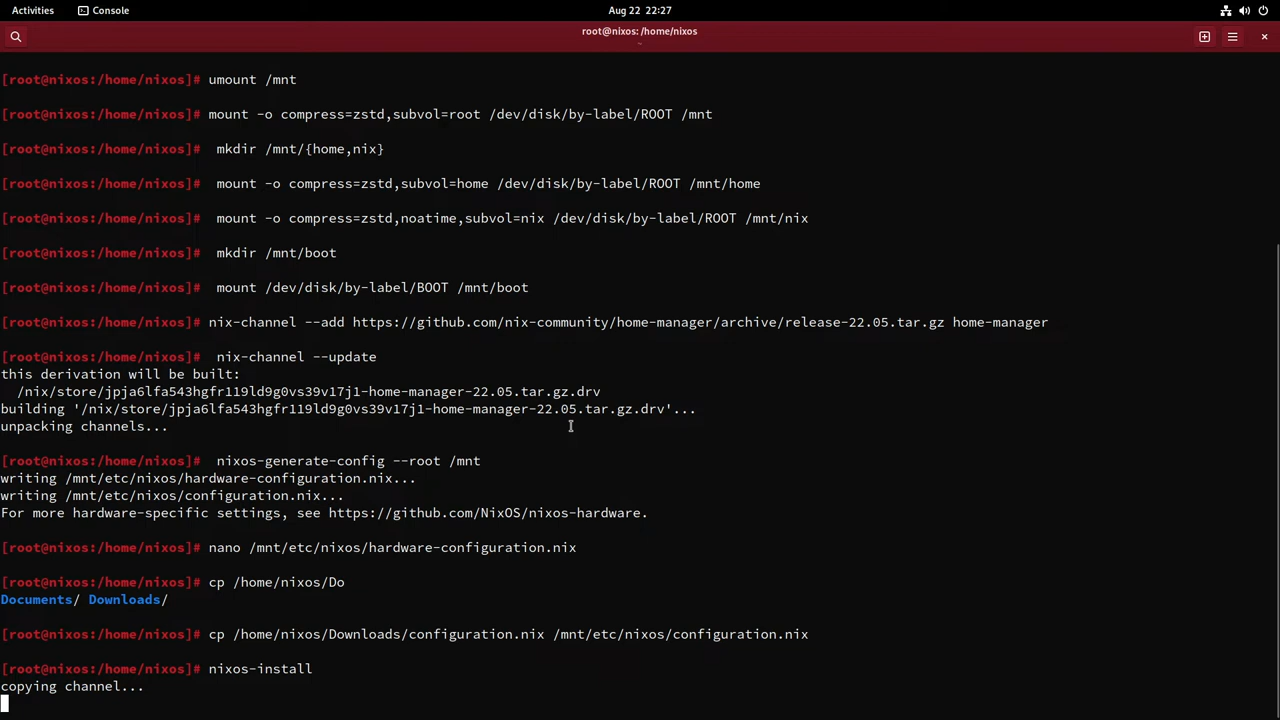 Activities
Console
Aug 22 22:27
root@nixos: /home/nixos
~
[root@nixos:/home/nixos]# umount /mnt
[root@nixos:/home/nixos]# mount -o compress=zstd,subvol=root /dev/disk/by-label/ROOT /mnt
[root@nixos:/home/nixos]#  mkdir /mnt/{home,nix}
[root@nixos:/home/nixos]#  mount -o compress=zstd,subvol=home /dev/disk/by-label/ROOT /mnt/home
[root@nixos:/home/nixos]#  mount -o compress=zstd,noatime,subvol=nix /dev/disk/by-label/ROOT /mnt/nix
[root@nixos:/home/nixos]#  mkdir /mnt/boot
[root@nixos:/home/nixos]#  mount /dev/disk/by-label/BOOT /mnt/boot
[root@nixos:/home/nixos]# nix-channel --add https://github.com/nix-community/home-manager/archive/release-22.05.tar.gz home-manager
[root@nixos:/home/nixos]#  nix-channel --update
this derivation will be built:
  /nix/store/jpja6lfa543hgfr119ld9g0vs39v17j1-home-manager-22.05.tar.gz.drv
building '/nix/store/jpja6lfa543hgfr119ld9g0vs39v17j1-home-manager-22.05.tar.gz.drv'...
unpacking channels...
[root@nixos:/home/nixos]#  nixos-generate-config --root /mnt
writing /mnt/etc/nixos/hardware-configuration.nix...
writing /mnt/etc/nixos/configuration.nix...
For more hardware-specific settings, see https://github.com/NixOS/nixos-hardware.
[root@nixos:/home/nixos]# nano /mnt/etc/nixos/hardware-configuration.nix
[root@nixos:/home/nixos]# cp /home/nixos/Do
Documents/ Downloads/
[root@nixos:/home/nixos]# cp /home/nixos/Downloads/configuration.nix /mnt/etc/nixos/configuration.nix
[root@nixos:/home/nixos]# nixos-install
copying channel...